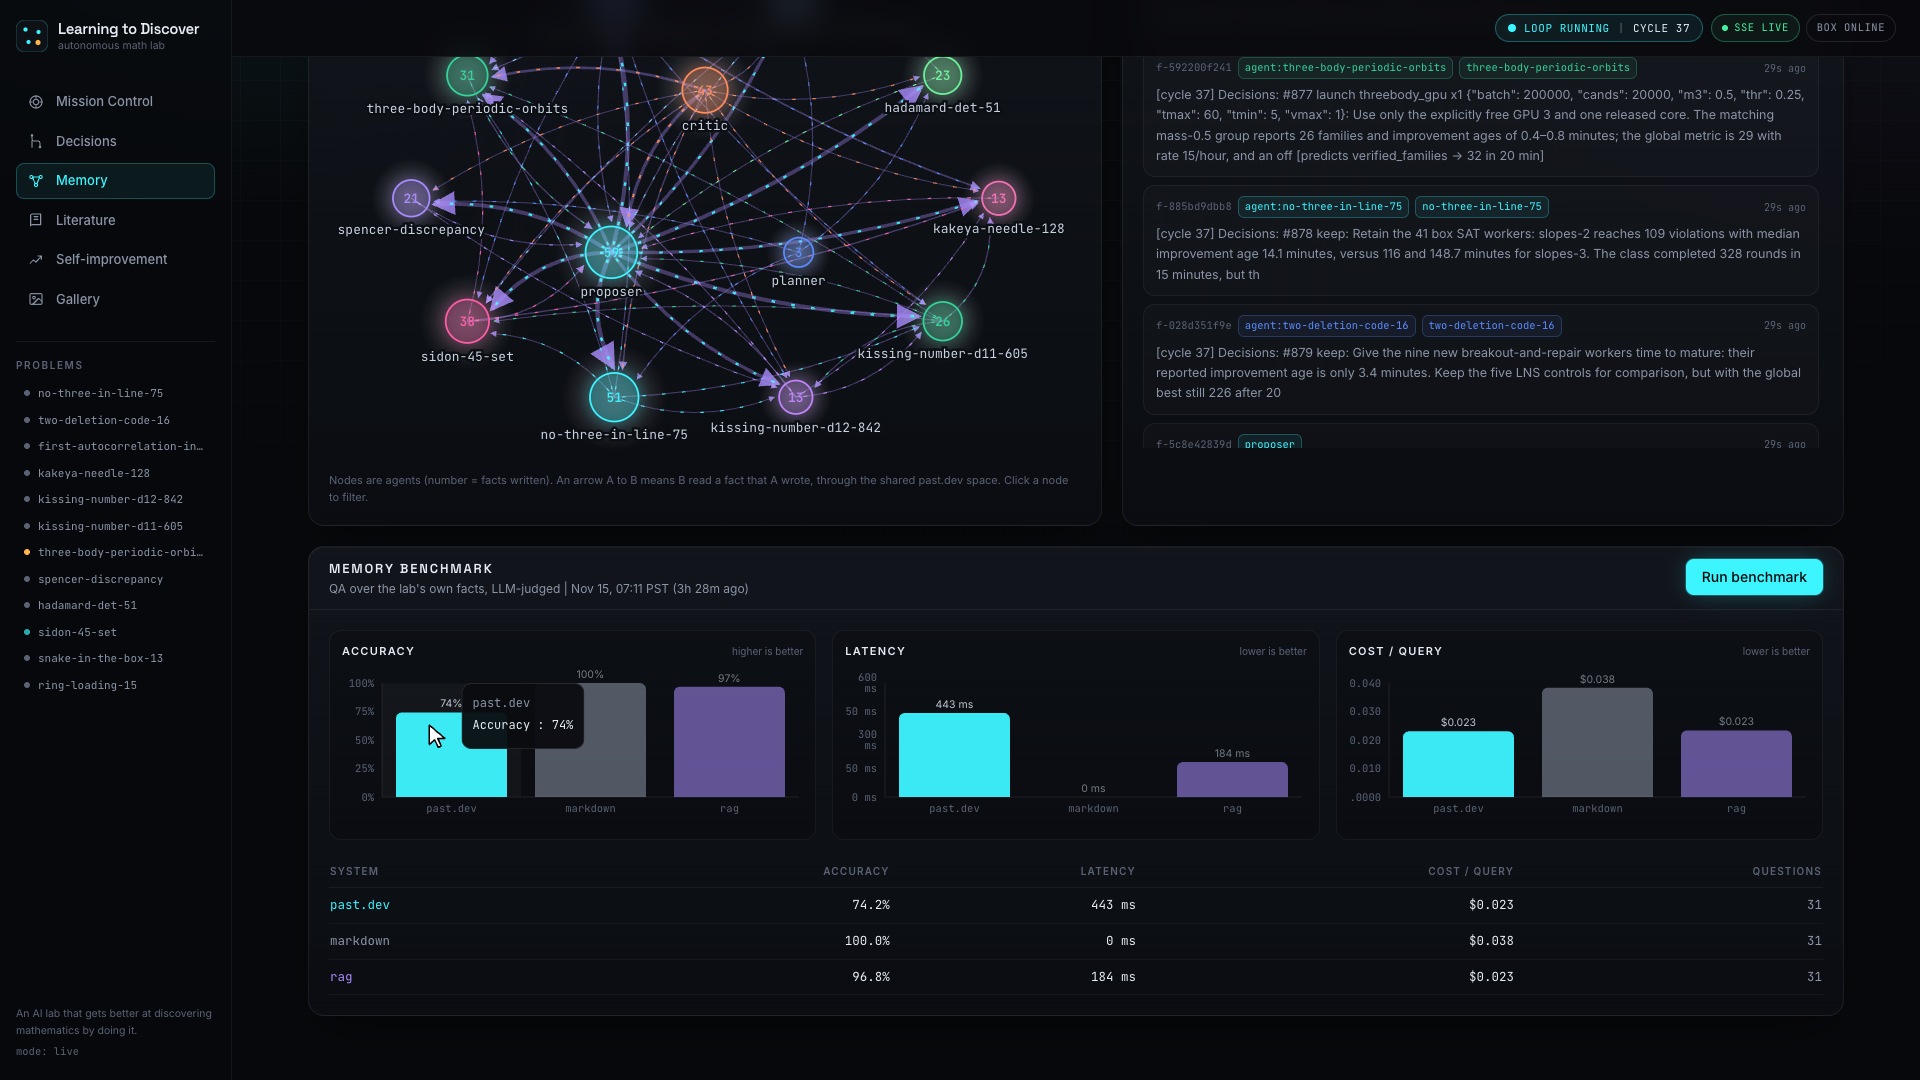 Learning to Discover
autonomous math lab
Mission Control
Decisions
Memory
Literature
Self-improvement
Gallery
PROBLEMS
no-three-in-line-75
two-deletion-code-16
first-autocorrelation-in…
kakeya-needle-128
kissing-number-d12-842
kissing-number-d11-605
three-body-periodic-orbi…
spencer-discrepancy
hadamard-det-51
sidon-45-set
snake-in-the-box-13
ring-loading-15
An AI lab that gets better at discovering
mathematics by doing it.
mode: live
LOOP RUNNING | CYCLE 37
SSE LIVE
BOX ONLINE
31
three-body-periodic-orbits
43
critic
23
hadamard-det-51
21
spencer-discrepancy
13
kakeya-needle-128
proposer
3
planner
38
sidon-45-set
26
kissing-number-d11-605
51
no-three-in-line-75
13
kissing-number-d12-842
Nodes are agents (number = facts written). An arrow A to B means B read a fact that A wrote, through the shared past.dev space. Click a node
to filter.
f-592200f241 agent:three-body-periodic-orbits three-body-periodic-orbits 29s ago
[cycle 37] Decisions: #877 launch threebody_gpu x1 {"batch": 200000, "cands": 20000, "m3": 0.5, "thr": 0.25,
"tmax": 60, "tmin": 5, "vmax": 1}: Use only the explicitly free GPU 3 and one released core. The matching
mass-0.5 group reports 26 families and improvement ages of 0.4–0.8 minutes; the global metric is 29 with
rate 15/hour, and an off [predicts verified_families → 32 in 20 min]
f-885bd9dbb8 agent:no-three-in-line-75 no-three-in-line-75 29s ago
[cycle 37] Decisions: #878 keep: Retain the 41 box SAT workers: slopes-2 reaches 109 violations with median
improvement age 14.1 minutes, versus 116 and 148.7 minutes for slopes-3. The class completed 328 rounds in
15 minutes, but th
f-028d351f9e agent:two-deletion-code-16 two-deletion-code-16 29s ago
[cycle 37] Decisions: #879 keep: Give the nine new breakout-and-repair workers time to mature: their
reported improvement age is only 3.4 minutes. Keep the five LNS controls for comparison, but with the global
best still 226 after 20
f-5c8e42839d proposer 29s ago
MEMORY BENCHMARK
QA over the lab's own facts, LLM-judged | Nov 15, 07:11 PST (3h 28m ago)
Run benchmark
ACCURACY
higher is better
100%
75%
50%
25%
0%
74%
100%
97%
past.dev
Accuracy : 74%
past.dev
markdown
rag
LATENCY
lower is better
600
ms
50 ms
300
ms
50 ms
0 ms
443 ms
0 ms
184 ms
past.dev
markdown
rag
COST / QUERY
lower is better
0.040
0.030
0.020
0.010
.0000
$0.023
$0.038
$0.023
past.dev
markdown
rag
SYSTEM ACCURACY LATENCY COST / QUERY QUESTIONS
past.dev 74.2% 443 ms $0.023 31
markdown 100.0% 0 ms $0.038 31
rag 96.8% 184 ms $0.023 31